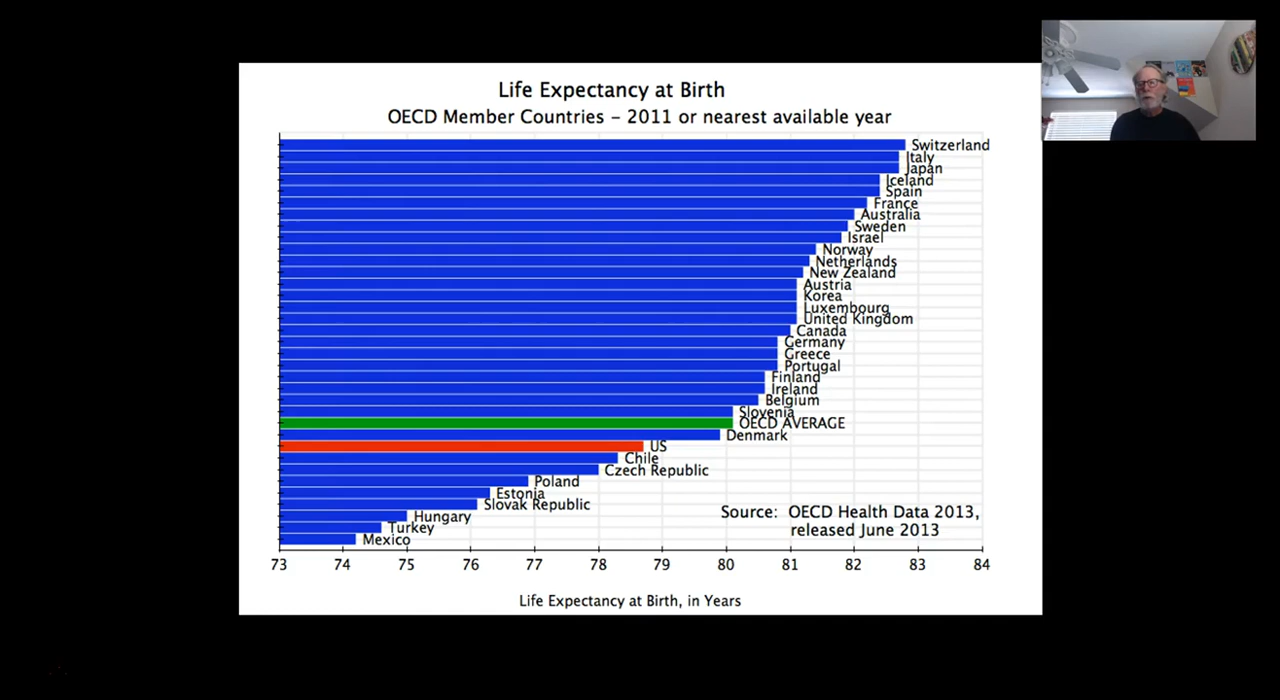 Life Expectancy at Birth
OECD Member Countries – 2011 or nearest available year
Switzerland
Italy
Japan
Iceland
Spain
France
Australia
Sweden
Israel
Norway
Netherlands
New Zealand
Austria
Korea
Luxembourg
United Kingdom
Canada
Germany
Greece
Portugal
Finland
Ireland
Belgium
Slovenia
OECD AVERAGE
Denmark
US
Chile
Czech Republic
Poland
Estonia
Slovak Republic
Hungary
Turkey
Mexico
Source: OECD Health Data 2013,
released June 2013
73 74 75 76 77 78 79 80 81 82 83 84
Life Expectancy at Birth, in Years